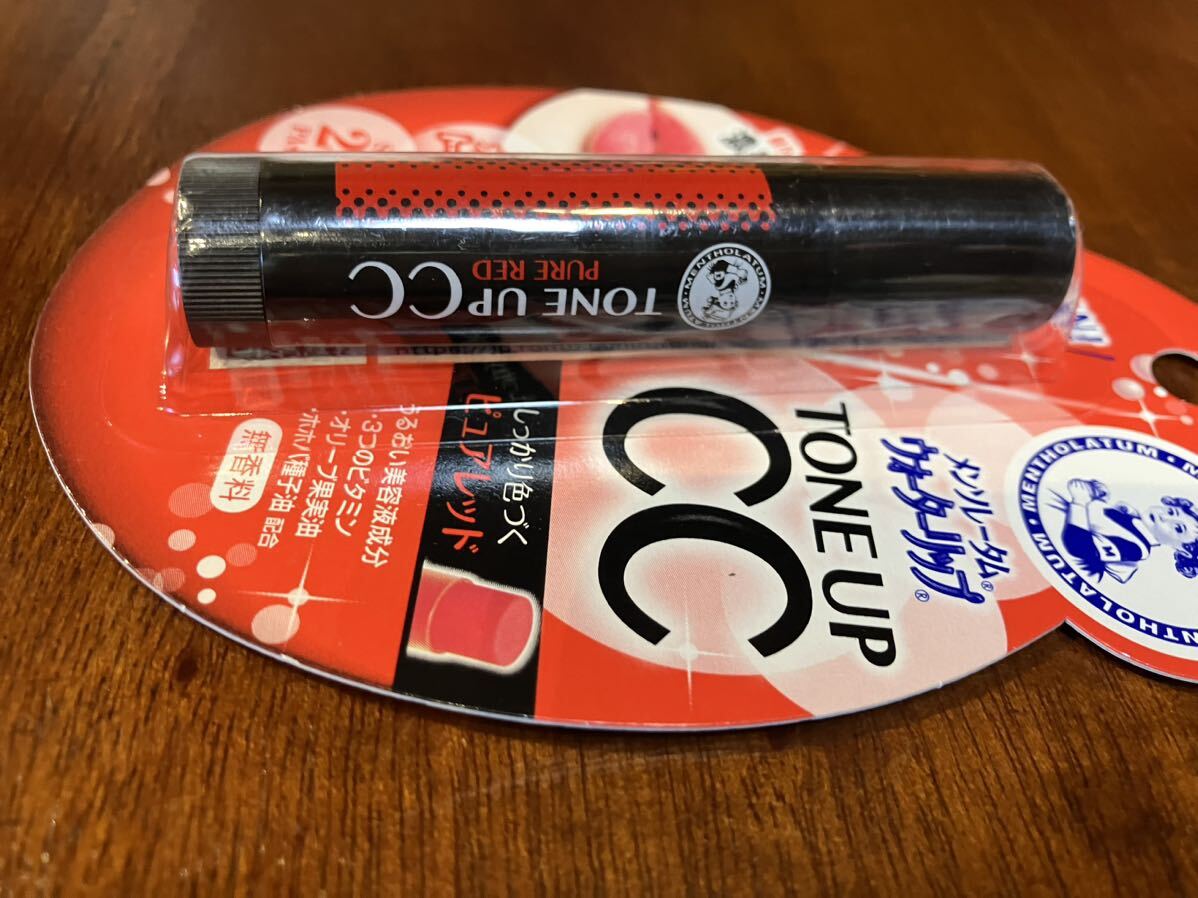 MENTHOLATUM
TONE UP CC
PURE RED
MENTHOLATUM
メンソレータム®
ウォーターリップ®
TONE UP
CC
しっかり色づく
ピュアレッド
うるおい美容液成分
・3つのビタミン
・オリーブ果実油
・ホホバ種子油 配合
無香料